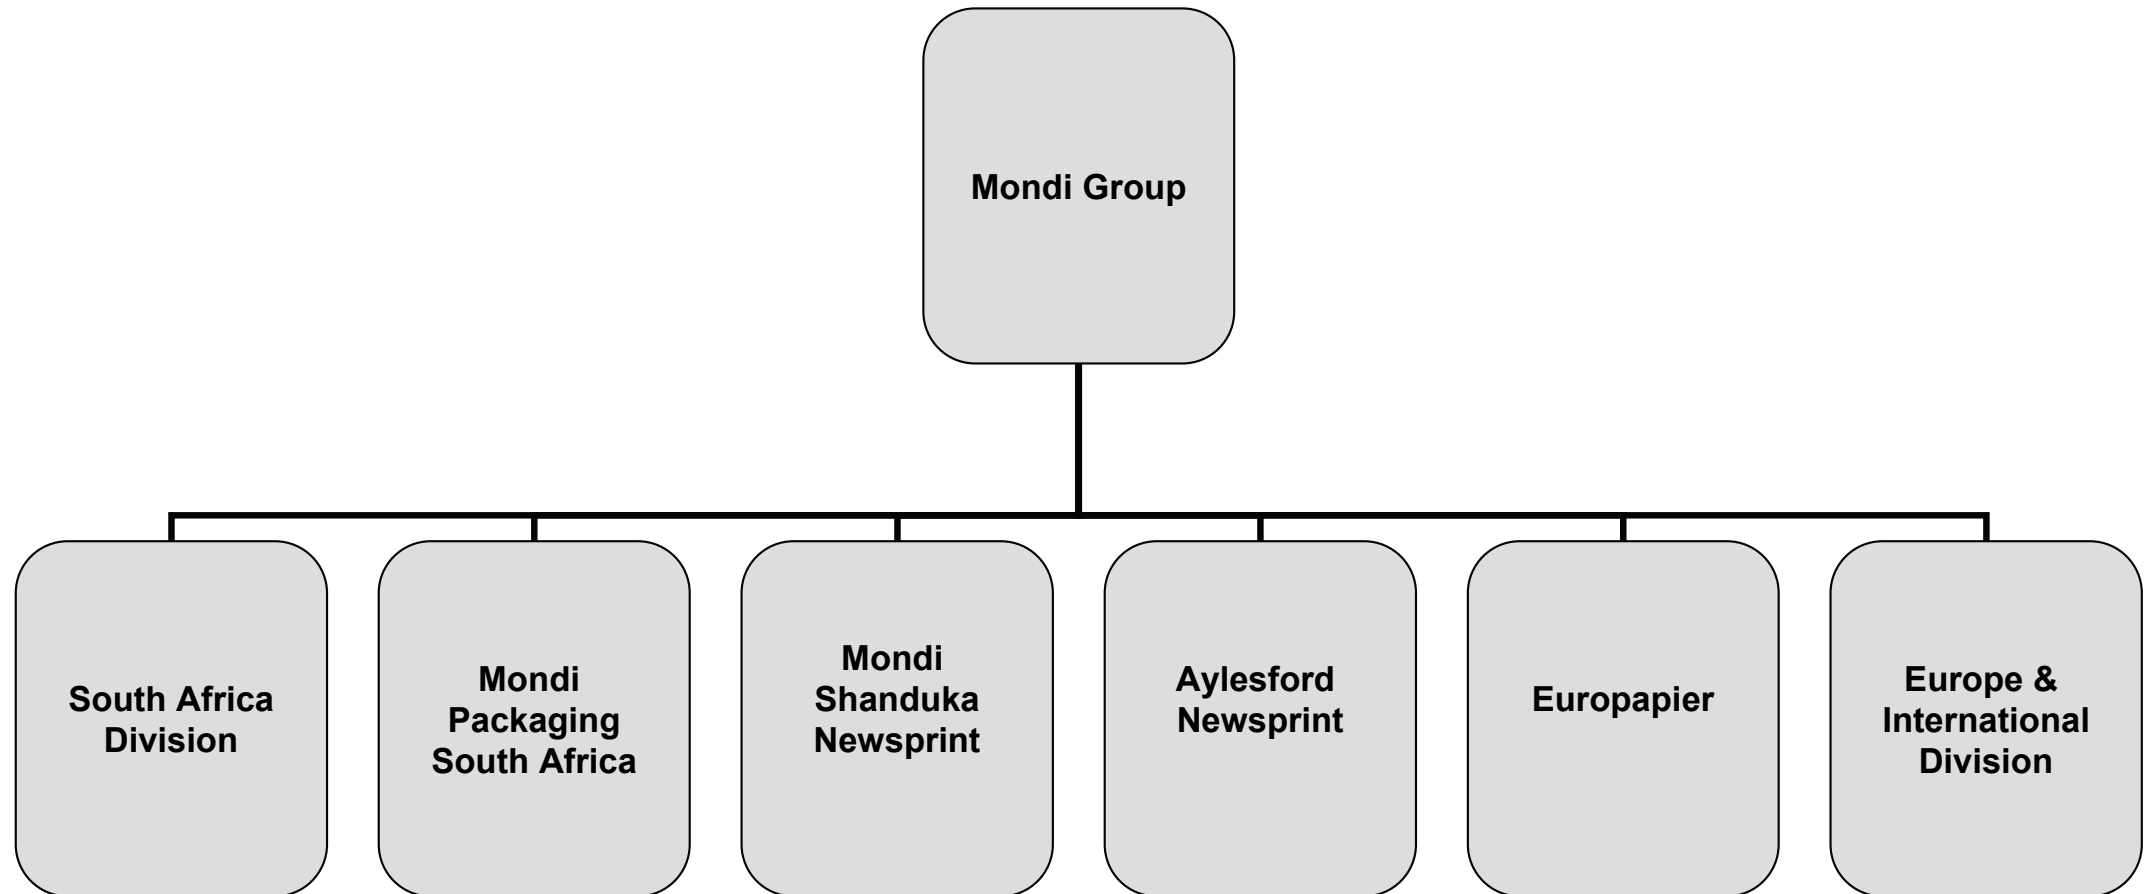 Mondi Group
South Africa
Division
Mondi
Packaging
South Africa
Mondi
Shanduka
Newsprint
Aylesford
Newsprint
Europapier
Europe &
International
Division